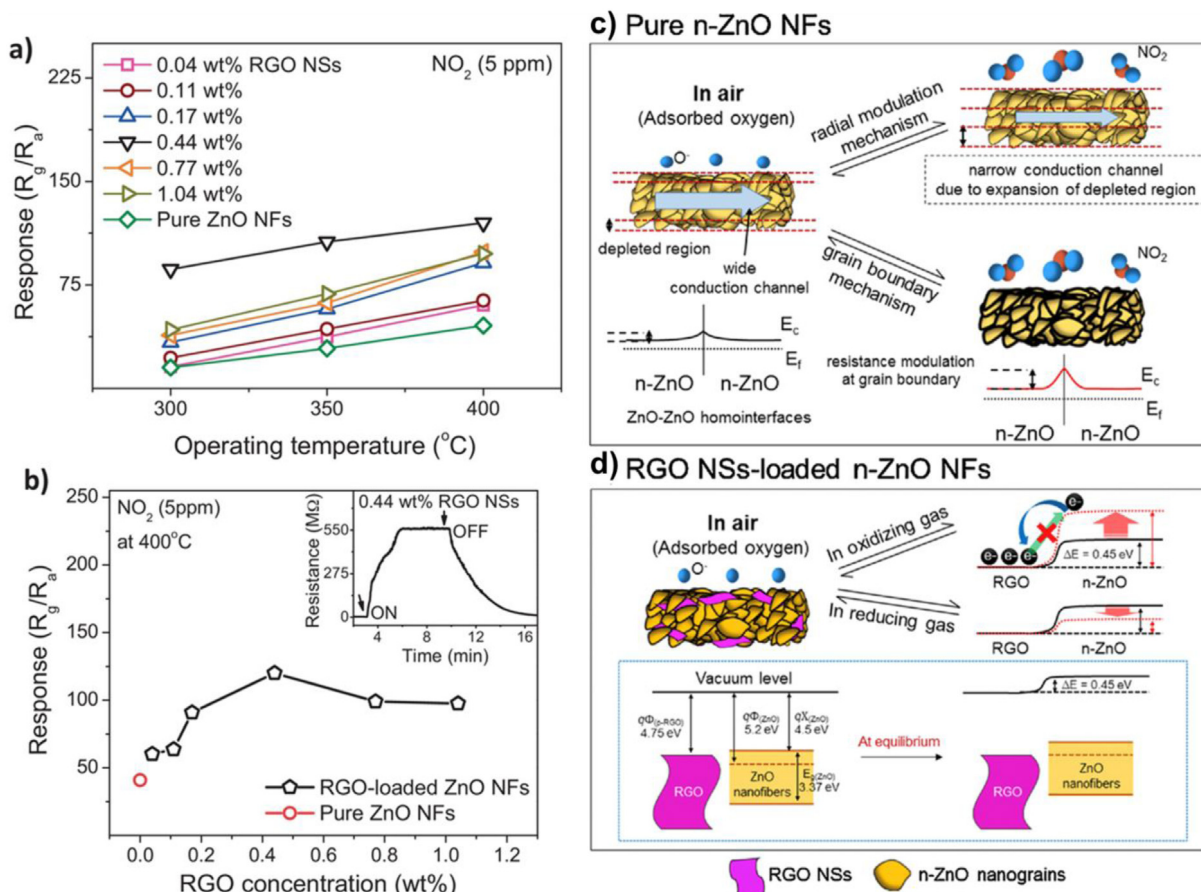 a)
0.04 wt% RGO NSs
0.11 wt%
0.17 wt%
0.44 wt%
0.77 wt%
1.04 wt%
Pure ZnO NFs
NO2 (5 ppm)
225
150
75
Response (Rg/Ra)
300
350
400
Operating temperature (oC)
b)
NO2 (5ppm)
at 400oC
250
200
150
100
50
0
Response (Rg/Ra)
0.44 wt% RGO NSs
OFF
ON
550
275
0
Resistance (MΩ)
4
8
12
16
Time (min)
RGO-loaded ZnO NFs
Pure ZnO NFs
0.0
0.2
0.4
0.6
0.8
1.0
1.2
RGO concentration (wt%)
c) Pure n-ZnO NFs
In air
(Adsorbed oxygen)
O-
depleted region
wide
conduction channel
radial modulation
mechanism
NO2
narrow conduction channel
due to expansion of depleted region
grain boundary
mechanism
NO2
Ec
Ef
n-ZnO
n-ZnO
ZnO-ZnO homointerfaces
resistance modulation
at grain boundary
Ec
Ef
n-ZnO
n-ZnO
d) RGO NSs-loaded n-ZnO NFs
In air
(Adsorbed oxygen)
O-
In oxidizing gas
In reducing gas
e-
e- e- e-
ΔE = 0.45 eV
RGO
n-ZnO
RGO
n-ZnO
Vacuum level
qΦ(p-RGO)
4.75 eV
qΦ(ZnO)
5.2 eV
qX(ZnO)
4.5 eV
Eg(ZnO)
3.37 eV
RGO
ZnO
nanofibers
At equilibrium
ΔE = 0.45 eV
RGO
ZnO
nanofibers
RGO NSs
n-ZnO nanograins